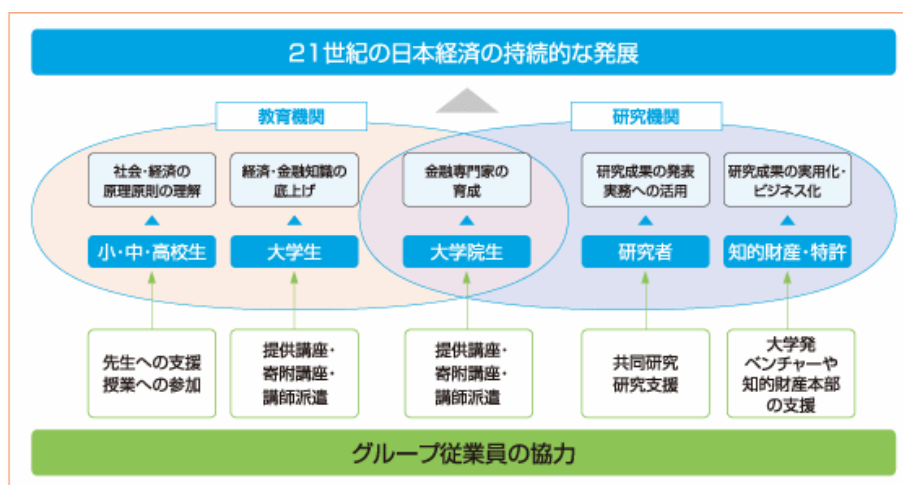 21世紀の日本経済の持続的な発展
教育機関
研究機関
社会・経済の
原理原則の理解
経済・金融知識の
底上げ
金融専門家の
育成
研究成果の発表
実務への活用
研究成果の実用化・
ビジネス化
小・中・高校生
大学生
大学院生
研究者
知的財産・特許
先生への支援
授業への参加
提供講座・
寄附講座・
講師派遣
提供講座・
寄附講座・
講師派遣
共同研究
研究支援
大学発
ベンチャーや
知的財産本部
の支援
グループ従業員の協力